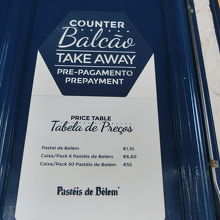 COUNTER
Balcão
TAKE AWAY
PRE-PAGAMENTO
PREPAYMENT
PRICE TABLE
Tabela de Preços
Pastel de Belém €1,10
Caixa/Pack 6 Pastéis de Belém €6,60
Caixa/Pack 50 Pastéis de Belém €55
Pastéis de Belem